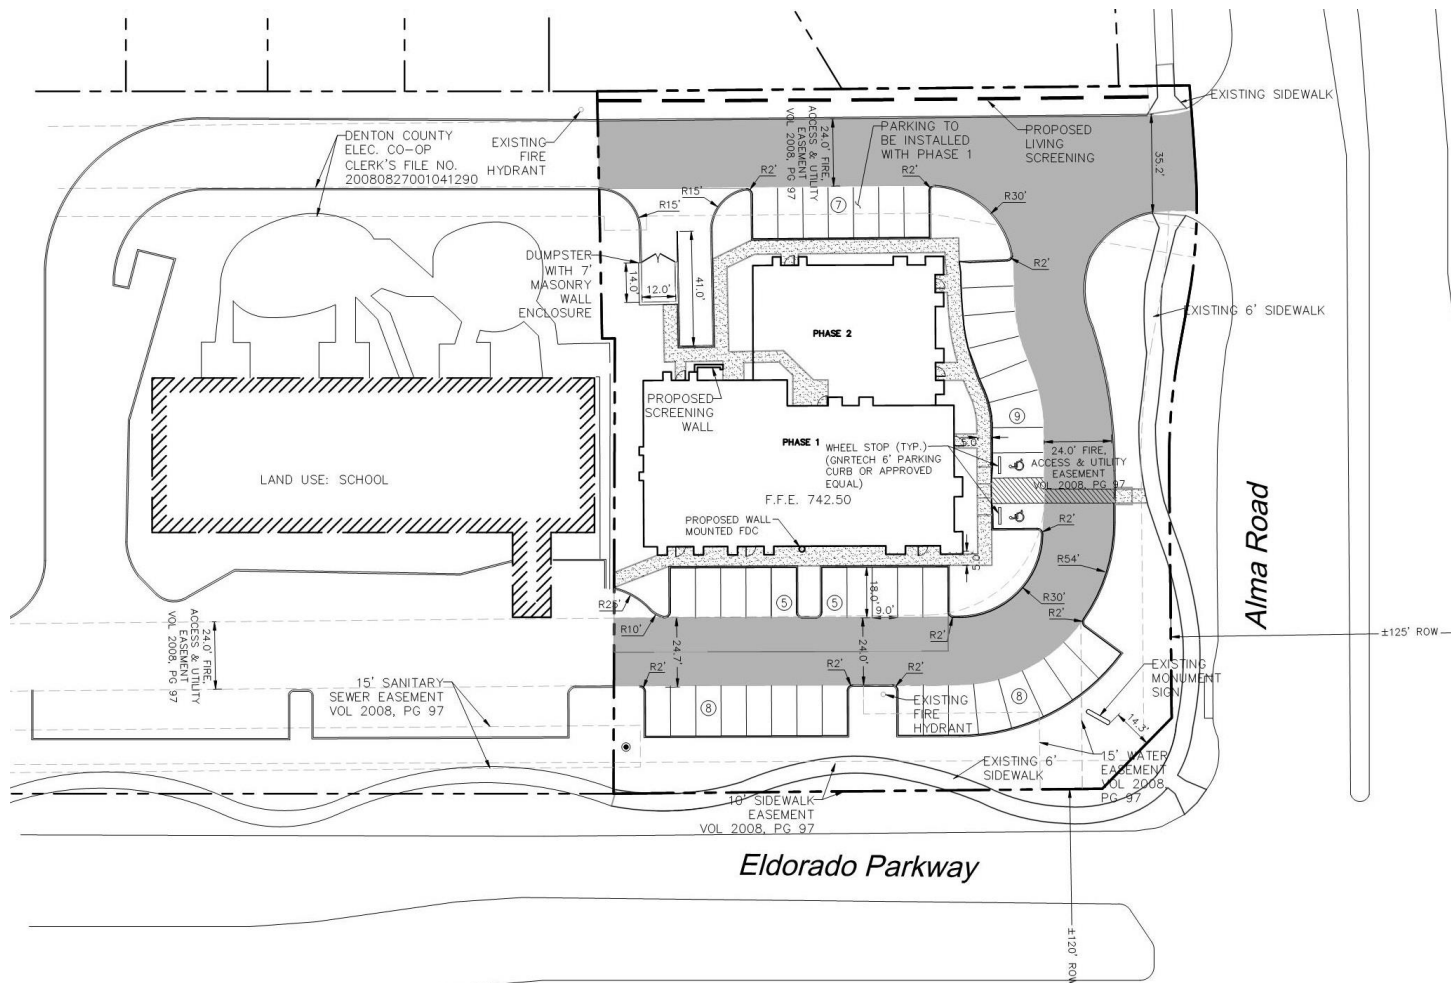 EXISTING SIDEWALK
DENTON COUNTY
ELEC. CO-OP
CLERK'S FILE NO.
20080827001041290
EXISTING
FIRE
HYDRANT
24.0' FIRE,
ACCESS & UTILITY
EASEMENT
VOL 2008, PG 97
PARKING TO
BE INSTALLED
WITH PHASE 1
PROPOSED
LIVING
SCREENING
35.2'
R2'
R2'
R15'
R15'
7
R30'
R2'
DUMPSTER
WITH 7'
MASONRY
WALL
ENCLOSURE
14.0'
12.0'
41.0'
EXISTING 6' SIDEWALK
PHASE 2
PROPOSED
SCREENING
WALL
9
PHASE 1
WHEEL STOP (TYP.)
(GNRTECH 6' PARKING
CURB OR APPROVED
EQUAL)
5.0'
24.0' FIRE,
ACCESS & UTILITY
EASEMENT
VOL 2008, PG 97
LAND USE: SCHOOL
F.F.E. 742.50
PROPOSED WALL
MOUNTED FDC
R2'
5.0'
R54'
Alma Road
R26'
5
5
18.0'
9.0'
R30'
R2'
R10'
R2'
±125' ROW
24.0' FIRE,
ACCESS & UTILITY
EASEMENT
VOL 2008, PG 97
24.7'
24.0'
R2'
R2'
R2'
15' SANITARY
SEWER EASEMENT
VOL 2008, PG 97
8
EXISTING
FIRE
HYDRANT
8
EXISTING
MONUMENT
SIGN
14.3'
EXISTING 6'
SIDEWALK
15' WATER
EASEMENT
VOL 2008,
PG 97
10' SIDEWALK
EASEMENT
VOL 2008, PG 97
Eldorado Parkway
±120' ROW